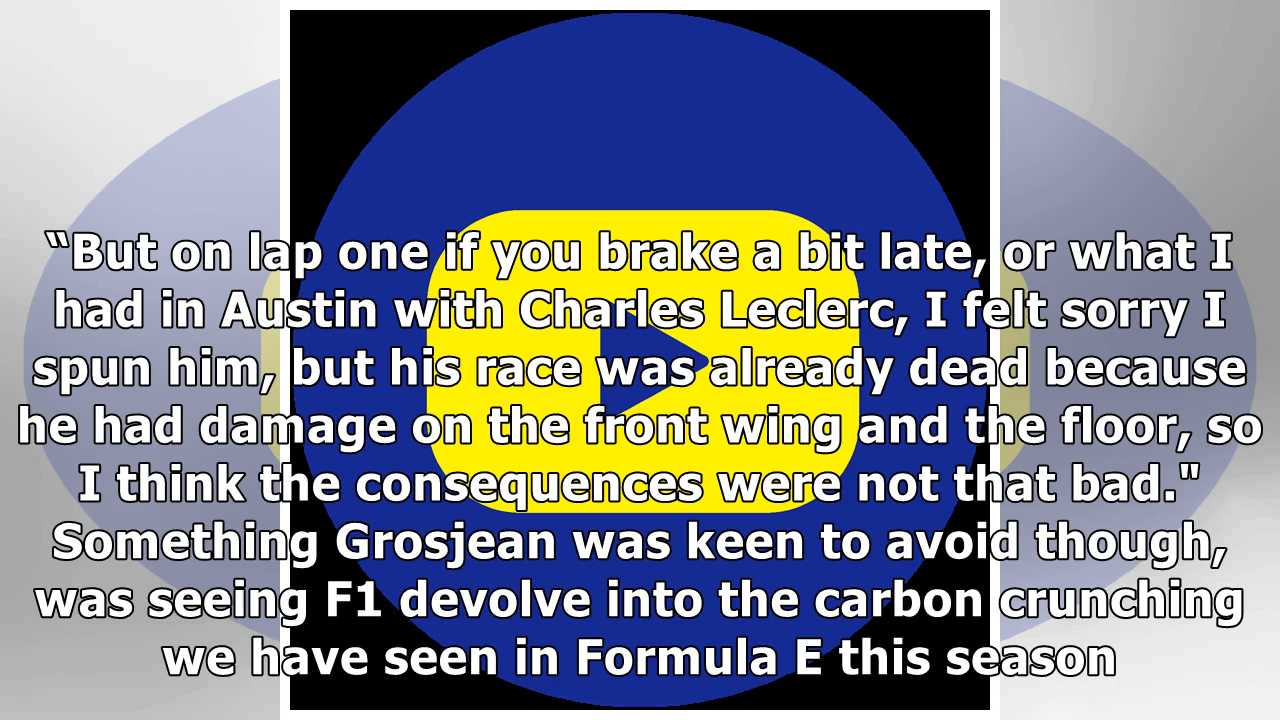 “But on lap one if you brake a bit late, or what I
had in Austin with Charles Leclerc, I felt sorry I
spun him, but his race was already dead because
he had damage on the front wing and the floor, so
I think the consequences were not that bad."
Something Grosjean was keen to avoid though,
was seeing F1 devolve into the carbon crunching
we have seen in Formula E this season